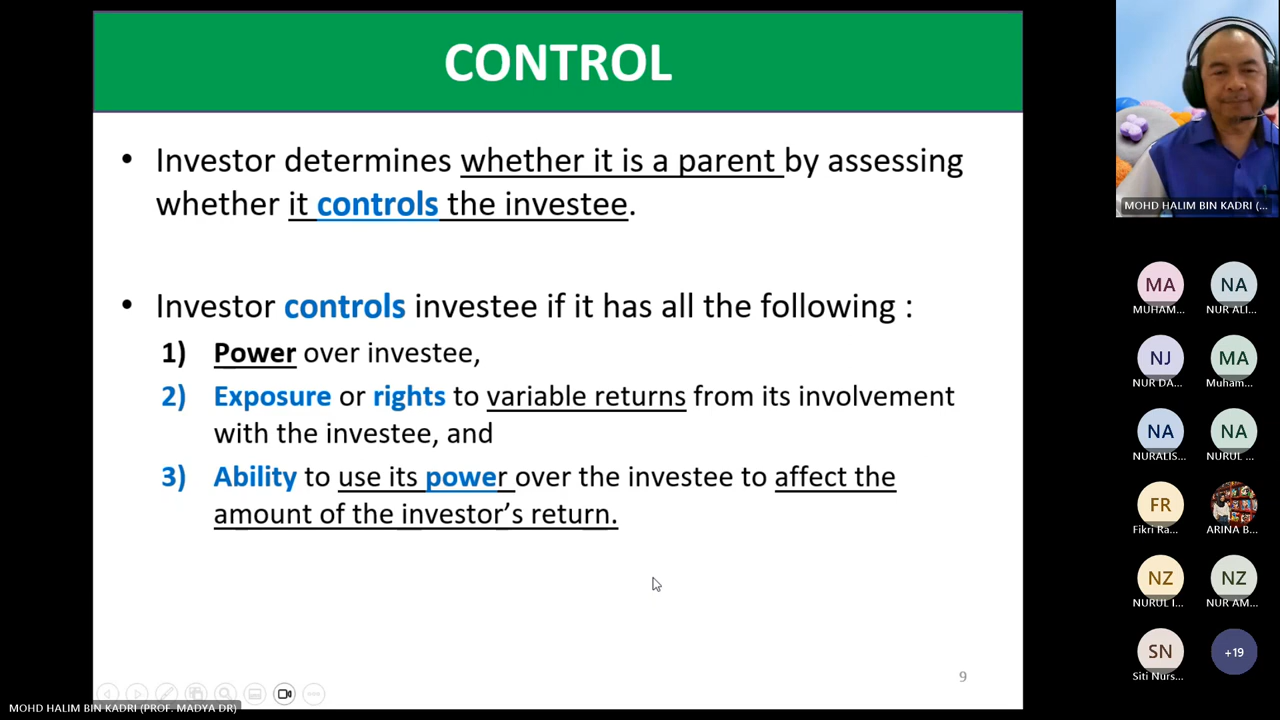 CONTROL
• Investor determines whether it is a parent by assessing
whether it controls the investee.
• Investor controls investee if it has all the following :
1) Power over investee,
2) Exposure or rights to variable returns from its involvement
with the investee, and
3) Ability to use its power over the investee to affect the
amount of the investor's return.
9
MOHD HALIM BIN KADRI (PROF. MADYA DR)
MOHD HALIM BIN KADRI (...
MA
MUHAM...
NA
NUR ALI...
NJ
NUR DA...
MA
Muham...
NA
NURALIS...
NA
NURUL ...
FR
Fikri Ra...
ARINA B...
NZ
NURUL I...
NZ
NUR AM...
SN
Siti Nurs...
+19